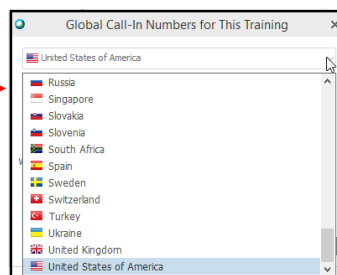 Global Call-In Numbers for This Training
United States of America
Russia
Singapore
Slovakia
Slovenia
South Africa
Spain
Sweden
Switzerland
Turkey
Ukraine
United Kingdom
United States of America